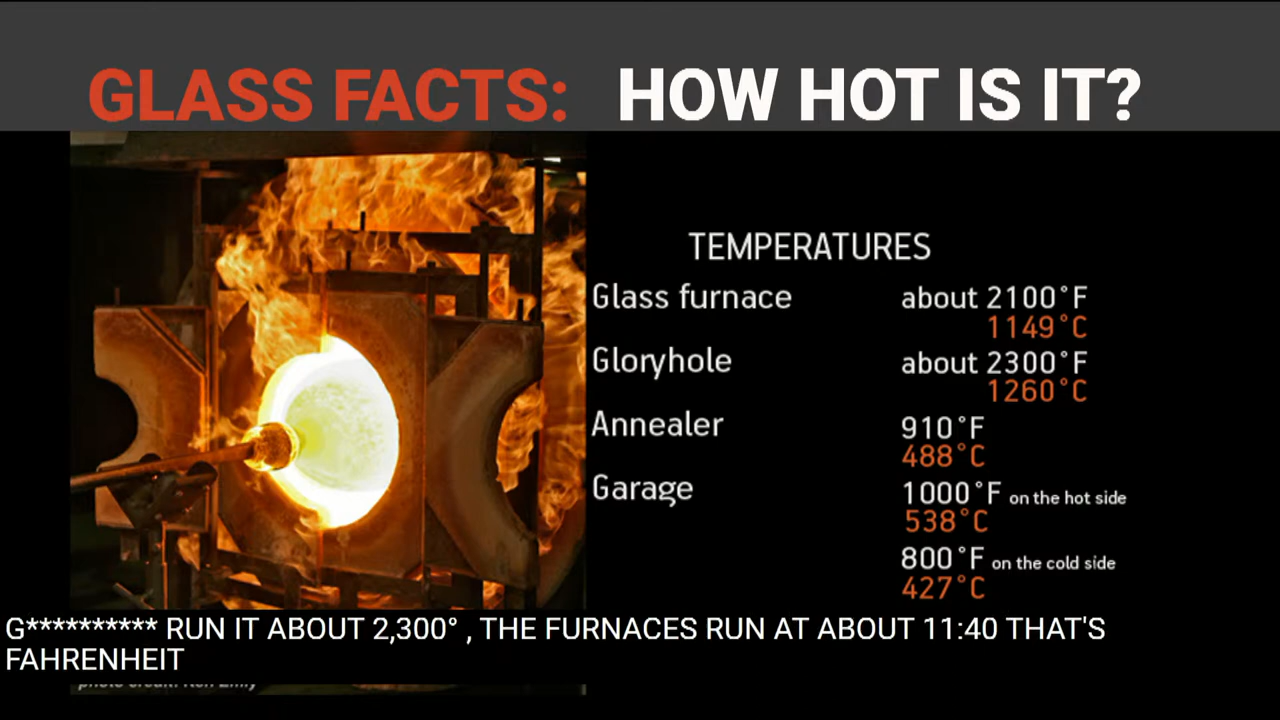 GLASS FACTS: HOW HOT IS IT?
TEMPERATURES
Glass furnace about 2100°F
1149°C
Gloryhole about 2300°F
1260°C
Annealer 910°F
488°C
Garage 1000°F on the hot side
538°C
800°F on the cold side
427°C
G********** RUN IT ABOUT 2,300° , THE FURNACES RUN AT ABOUT 11:40 THAT'S
FAHRENHEIT